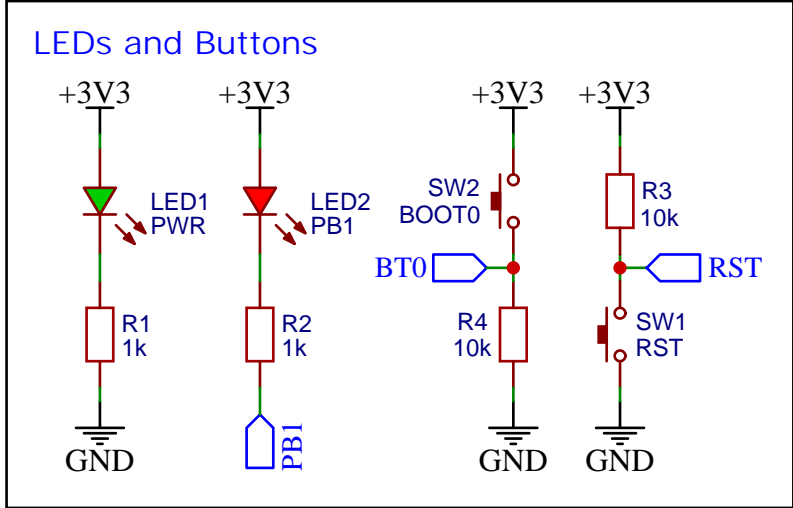 LEDs and Buttons
+3V3
+3V3
+3V3
+3V3
LED1
PWR
LED2
PB1
SW2
BOOT0
R3
10k
BT0
RST
R1
1k
R2
1k
R4
10k
SW1
RST
GND
PB1
GND
GND